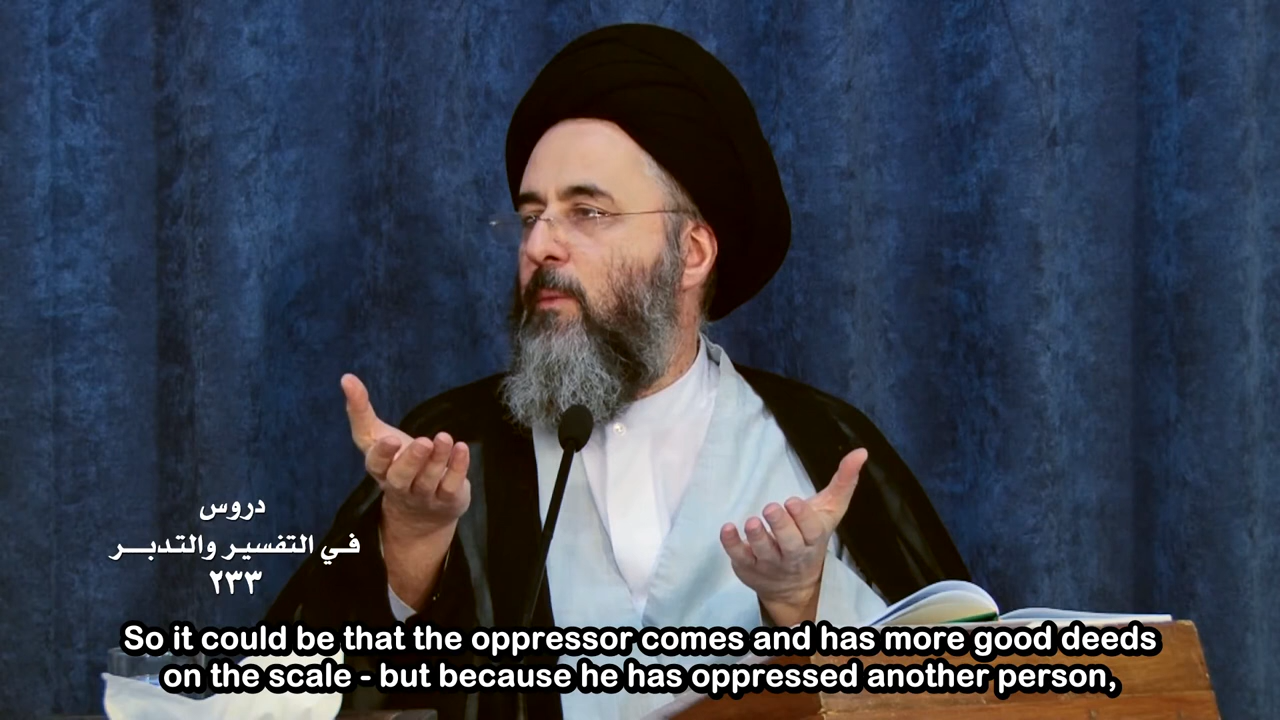 دروس
في التفسير والتدبر
٢٣٣
So it could be that the oppressor comes and has more good deeds
on the scale - but because he has oppressed another person,